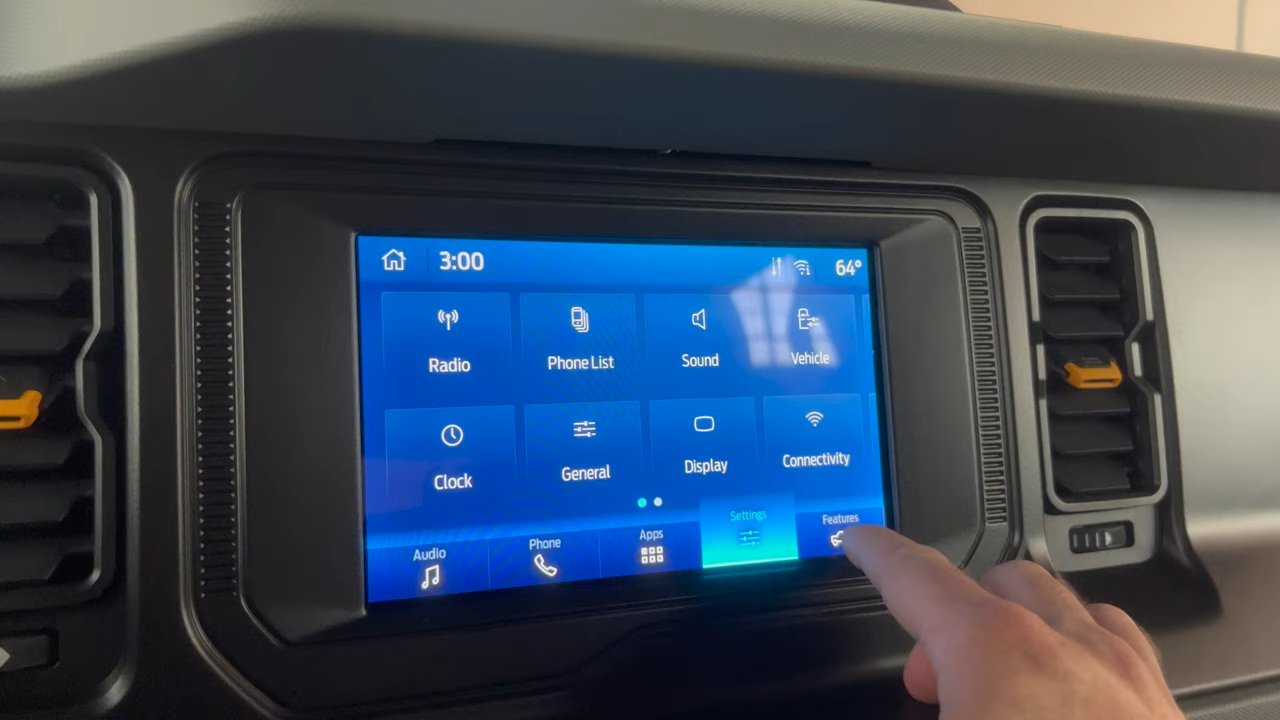 3:00
64°
Radio
Phone List
Sound
Vehicle
Clock
General
Display
Connectivity
Audio
Phone
Apps
Settings
Features